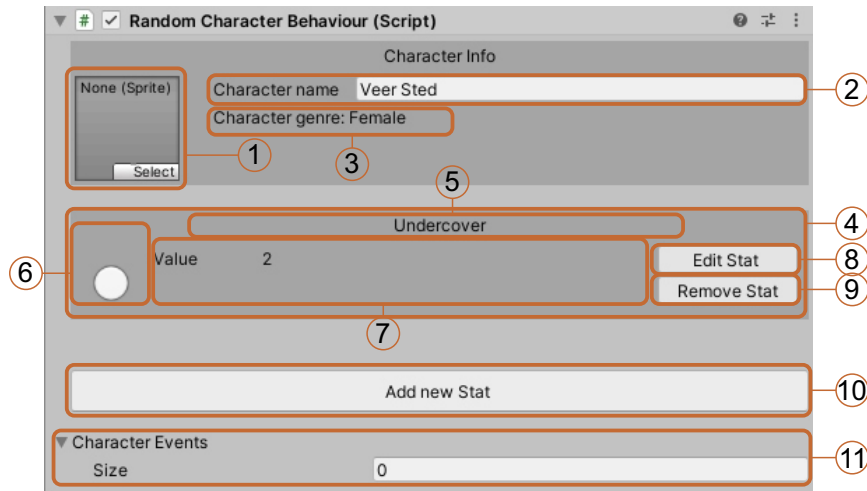 # Random Character Behaviour (Script)
Character Info
None (Sprite)
Select
Character name Veer Sted
2
Character genre: Female
1
3
5
Undercover
4
6
Value 2
Edit Stat
8
Remove Stat
9
7
Add new Stat
10
Character Events
Size 0
11